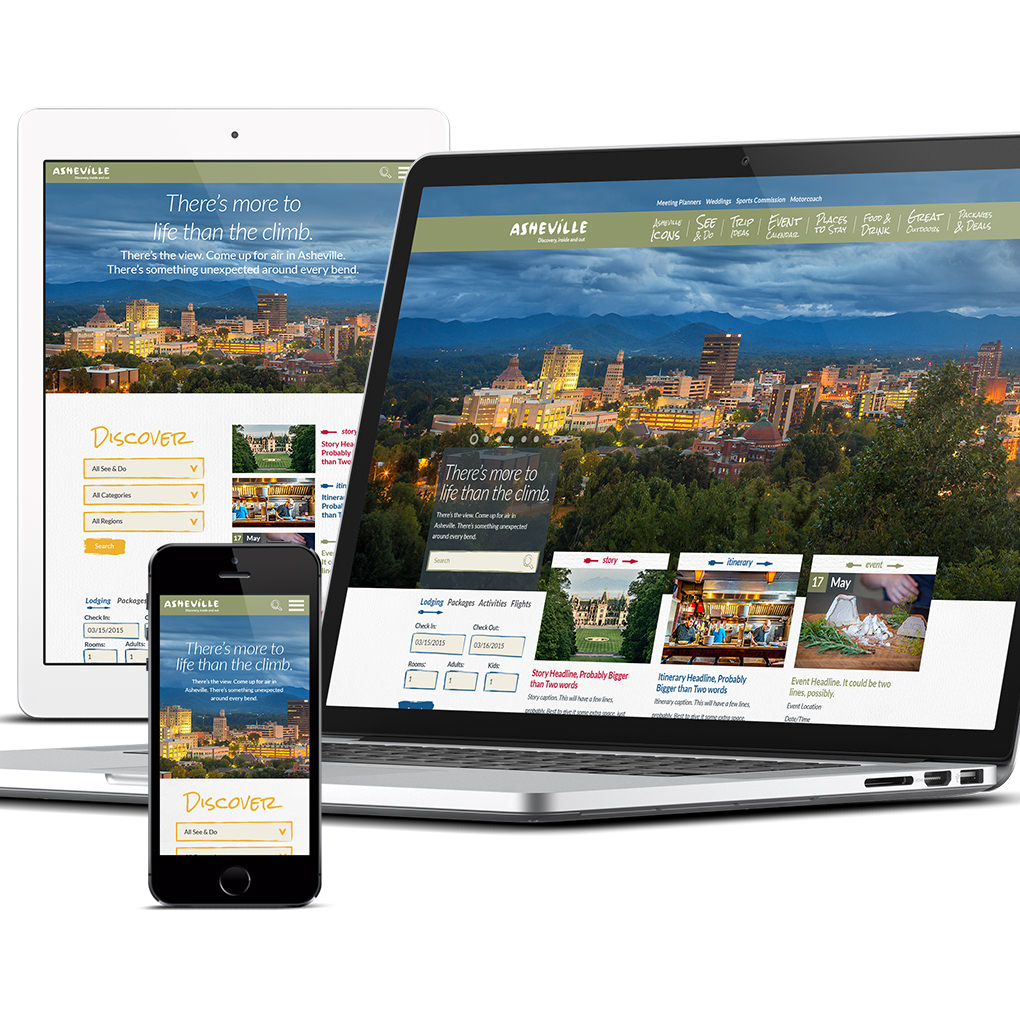 ASHEVILLE
Discovery, inside and out
There's more to
life than the climb.
There's the view. Come up for air in Asheville.
There's something unexpected around every bend.
DISCOVER
All See & Do
All Categories
All Regions
Search
story
Story Head
Probably
than Two
Itinerar
Probabl
than T
17 May
Even
It co
lines
Lodging Packages
Check In:
03/15/2015
Rooms: Adults:
1 1
ASHEVILLE
Discovery, inside and out
There's more to
life than the climb.
There's the view. Come up for air in
Asheville. There's something unexpected
around every bend.
DISCOVER
All See & Do
Meeting Planners Weddings Sports Commission Motorcoach
ASHEVILLE
Discovery, inside and out
ASHEVILLE ICONS
SEE & DO
TRIP IDEAS
EVENT CALENDAR
PLACES TO STAY
FOOD & DRINK
GREAT OUTDOORS
PACKAGES & DEALS
There's more to
life than the climb.
There's the view. Come up for air in
Asheville. There's something unexpected
around every bend.
Search
Lodging Packages Activities Flights
Check In: Check Out:
03/15/2015 03/16/2015
Rooms: Adults: Kids:
1 1 1
story
Story Headline, Probably Bigger
than Two words
Story caption. This will have a few lines,
probably. Best to give it some extra space, just
itinerary
Itinerary Headline, Probably
Bigger than Two words
Itinerary caption. This will have a few lines,
probably. Best to give it some extra space,
event
17 May
Event Headline. It could be two
lines, possibly.
Event Location
Date/Time